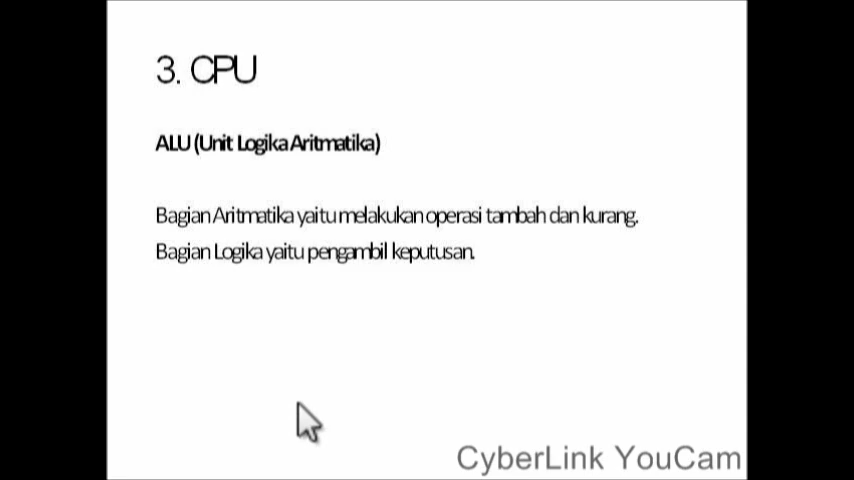 3. CPU
ALU (Unit Logika Aritmatika)
Bagian Aritmatika yaitu melakukan operasi tambah dan kurang.
Bagian Logika yaitu pengambil keputusan.
CyberLink YouCam